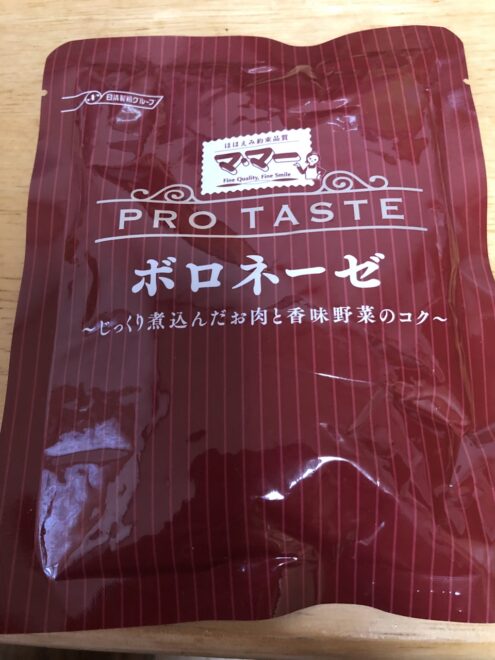 日清製粉グループ
ほほえみ約束品質
マ・マー
Fine Quality, Fine Smile
PRO TASTE
ボロネーゼ
～じっくり煮込んだお肉と香味野菜のコク～